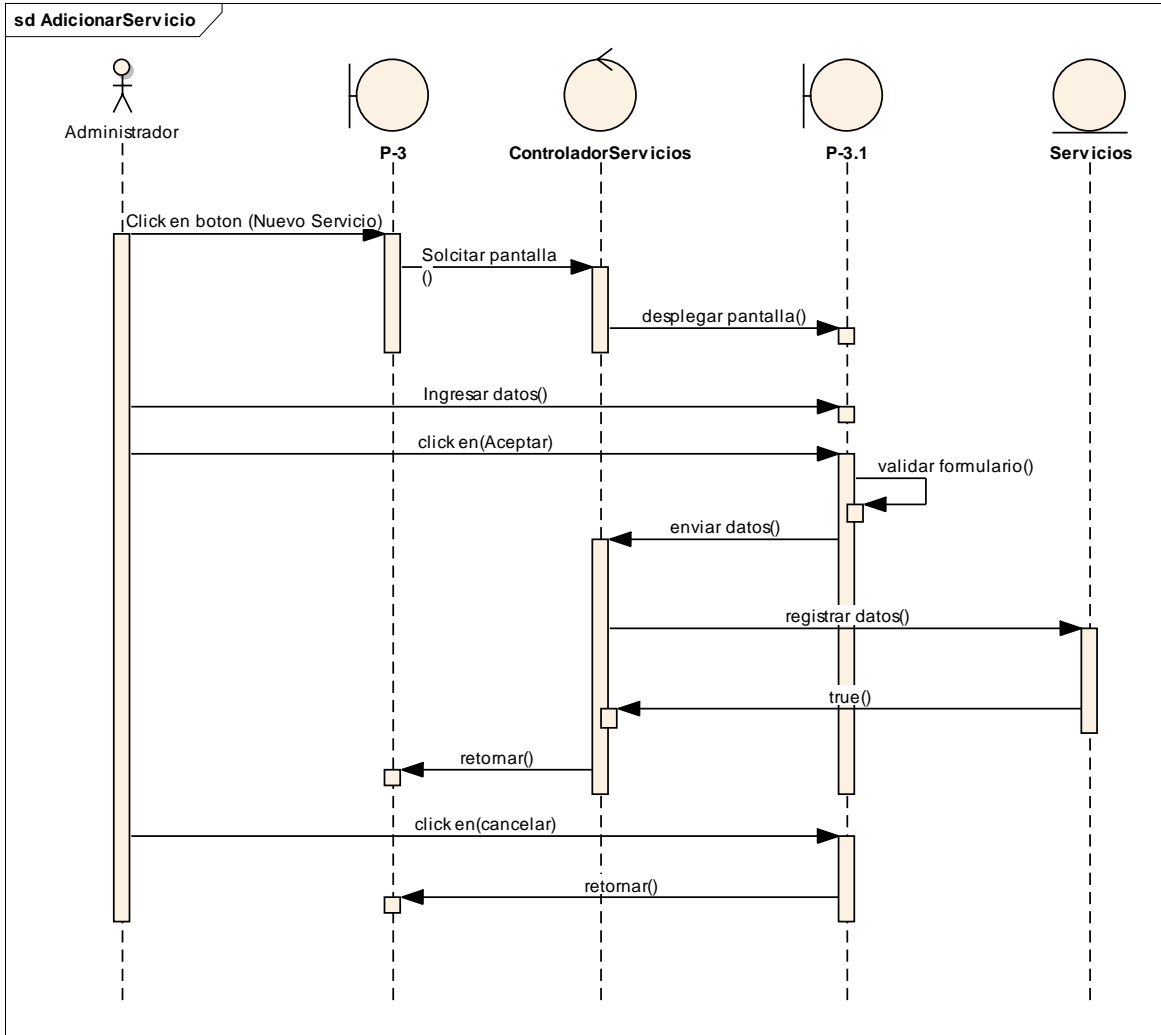 sd AdicionarServicio
Administrador
P-3
ControladorServicios
P-3.1
Servicios
Click en boton (Nuevo Servicio)
Solcitar pantalla
()
desplegar pantalla()
Ingresar datos()
click en(Aceptar)
validar formulario()
enviar datos()
registrar datos()
true()
retornar()
click en(cancelar)
retornar()